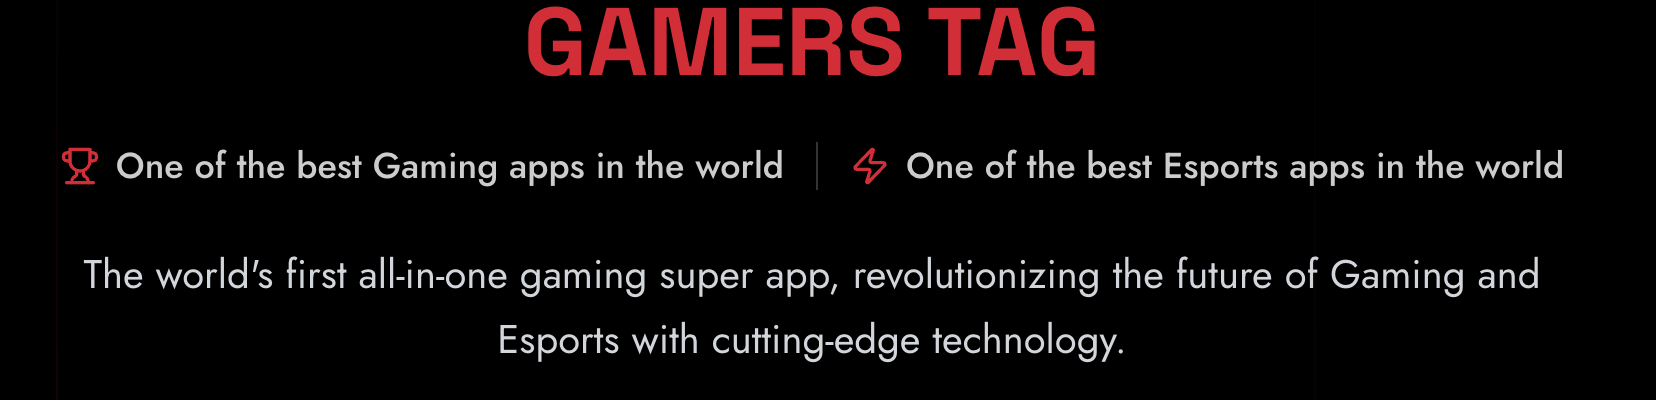 GAMERS TAG
One of the best Gaming apps in the world
One of the best Esports apps in the world
The world's first all-in-one gaming super app, revolutionizing the future of Gaming and
Esports with cutting-edge technology.